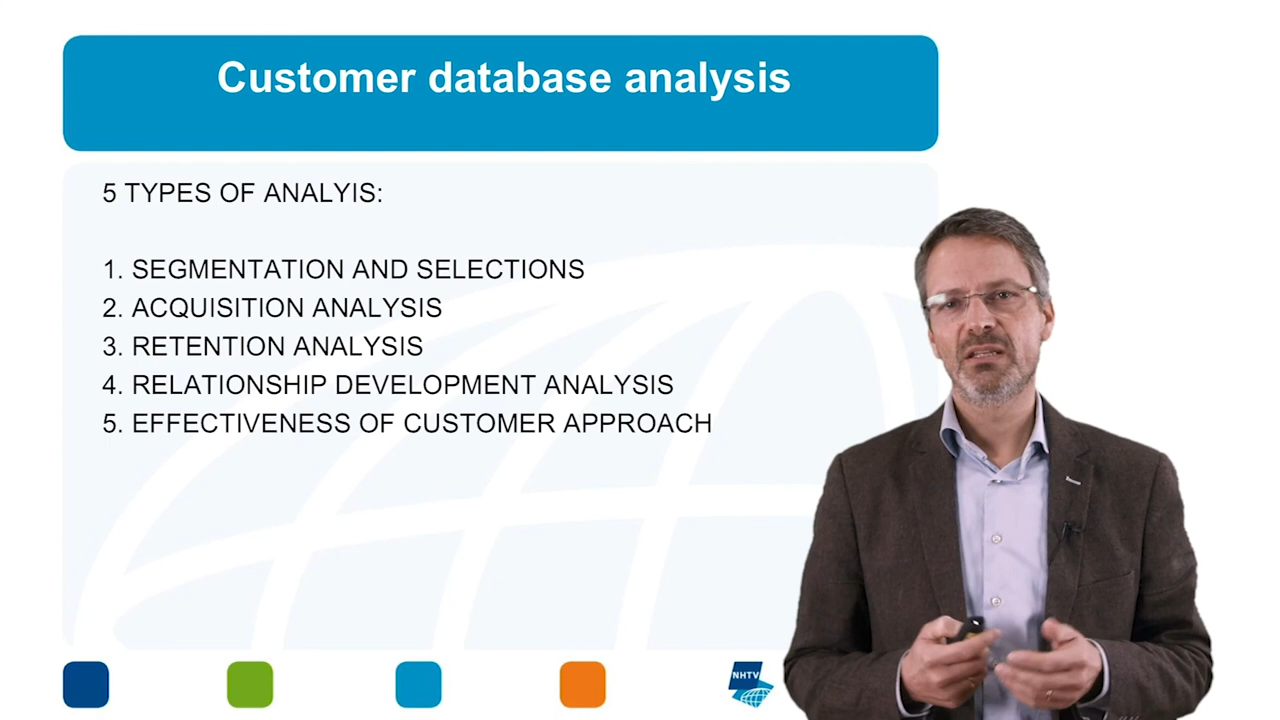 Customer database analysis
5 TYPES OF ANALYIS:
1. SEGMENTATION AND SELECTIONS
2. ACQUISITION ANALYSIS
3. RETENTION ANALYSIS
4. RELATIONSHIP DEVELOPMENT ANALYSIS
5. EFFECTIVENESS OF CUSTOMER APPROACH
NHTV